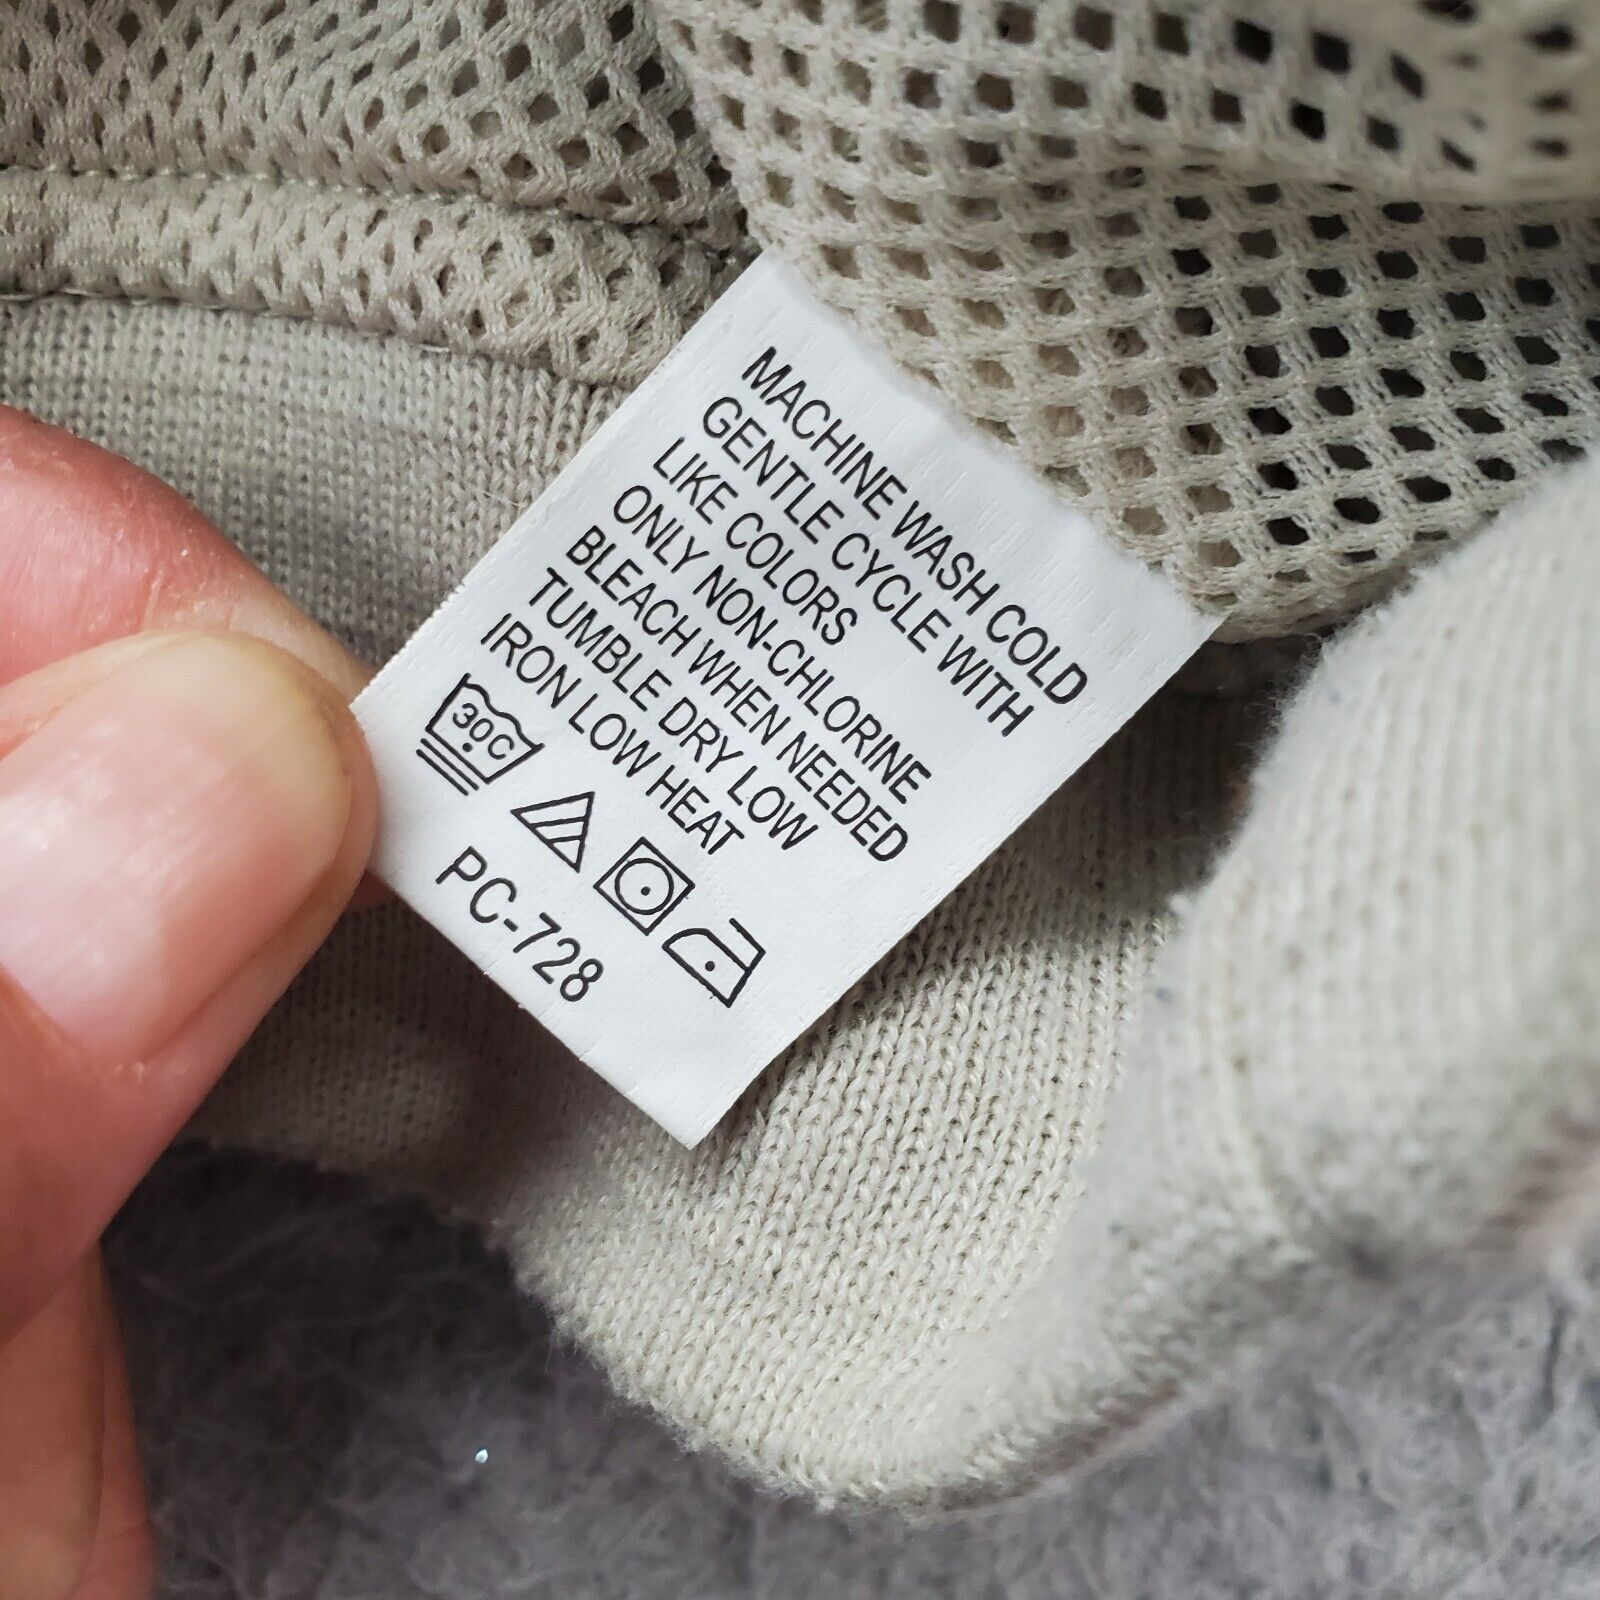 MACHINE WASH COLD
GENTLE CYCLE WITH
LIKE COLORS
ONLY NON-CHLORINE
BLEACH WHEN NEEDED
TUMBLE DRY LOW
IRON LOW HEAT
30C
PC-728